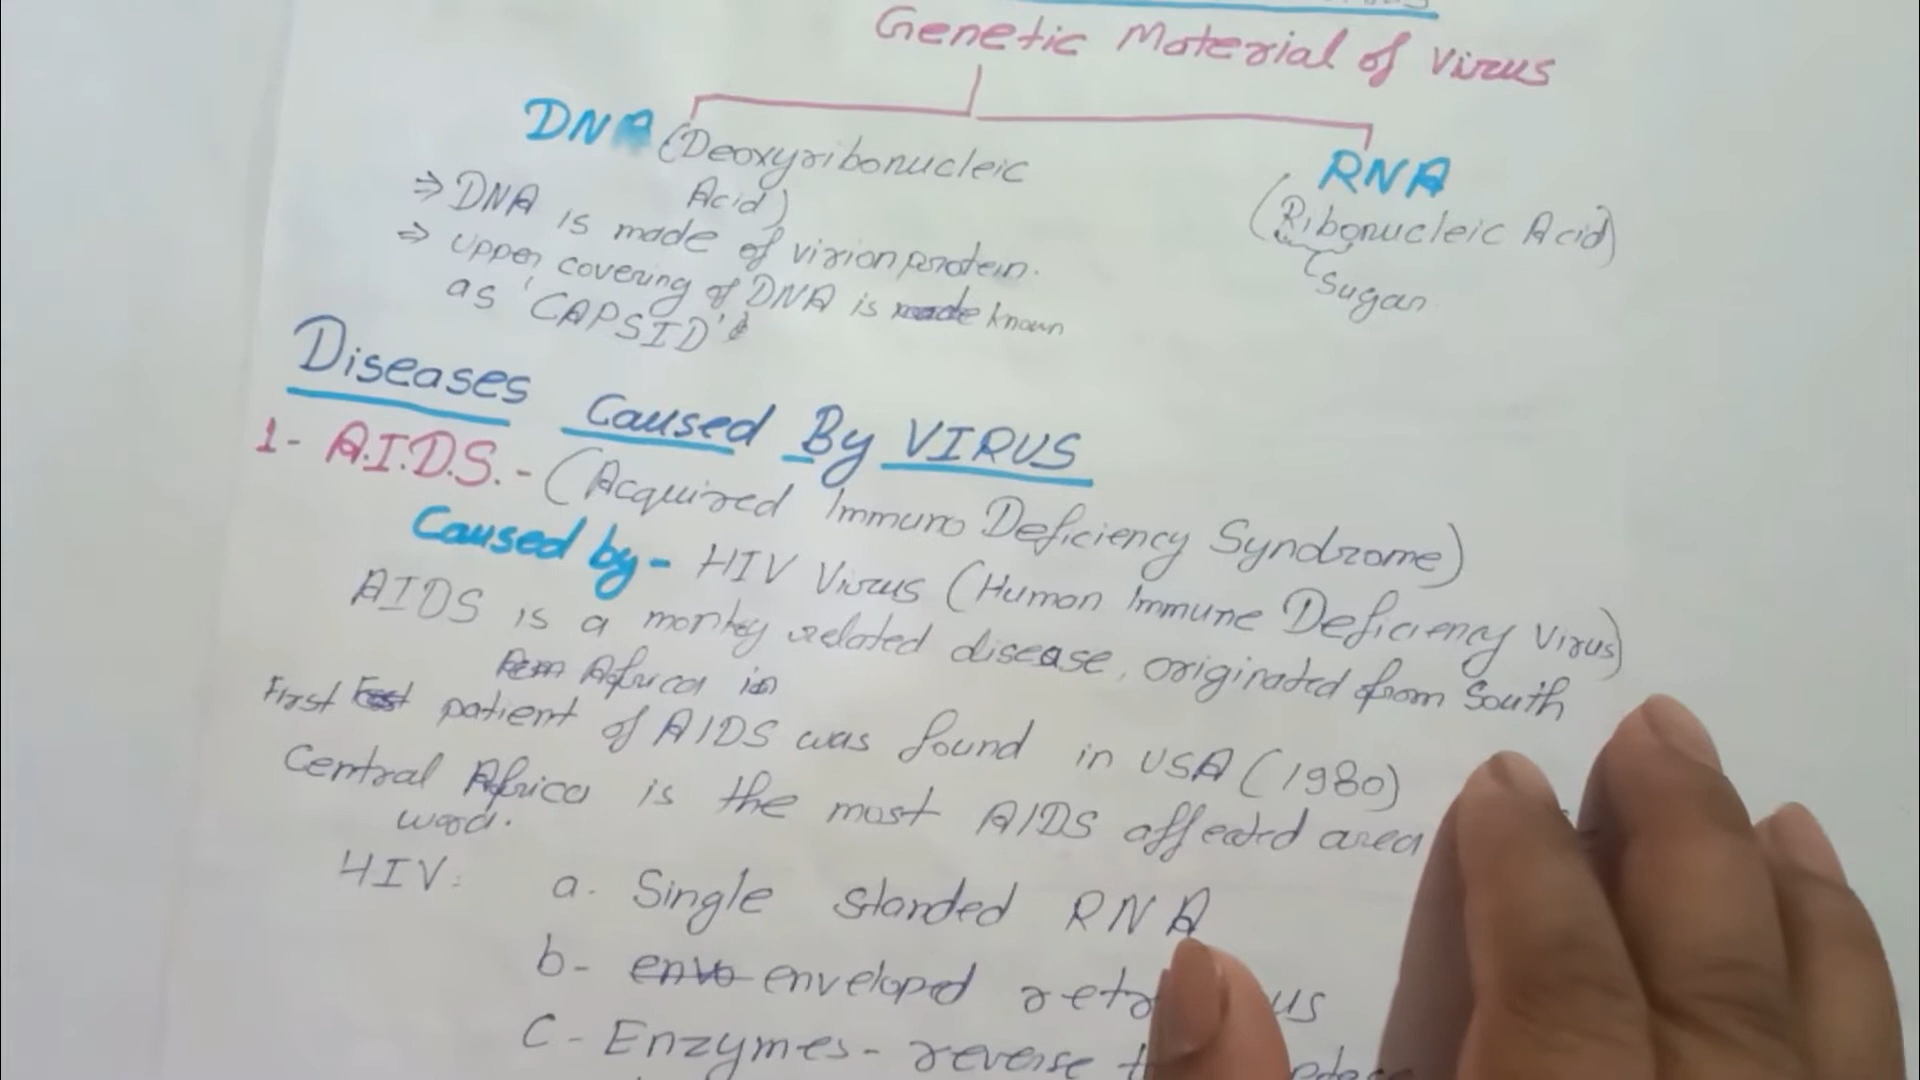 Genetic Material of Virus
DNA (Deoxyribonucleic Acid)
⇒ DNA is made of virion protein.
⇒ Upper covering of DNA is made known
as 'CAPSID'
RNA
(Ribonucleic Acid)
Sugar
Diseases Caused By VIRUS
1- A.I.D.S. - (Acquired Immuno Deficiency Syndrome)
Caused by - HIV Virus (Human Immune Deficiency Virus)
AIDS is a monkey related disease, originated from South
Africa in
First patient of AIDS was found in USA (1980)
Central Africa is the most AIDS affected area
HIV: a. Single standed RNA
b- envo enveloped
C- Enzymes - reverse